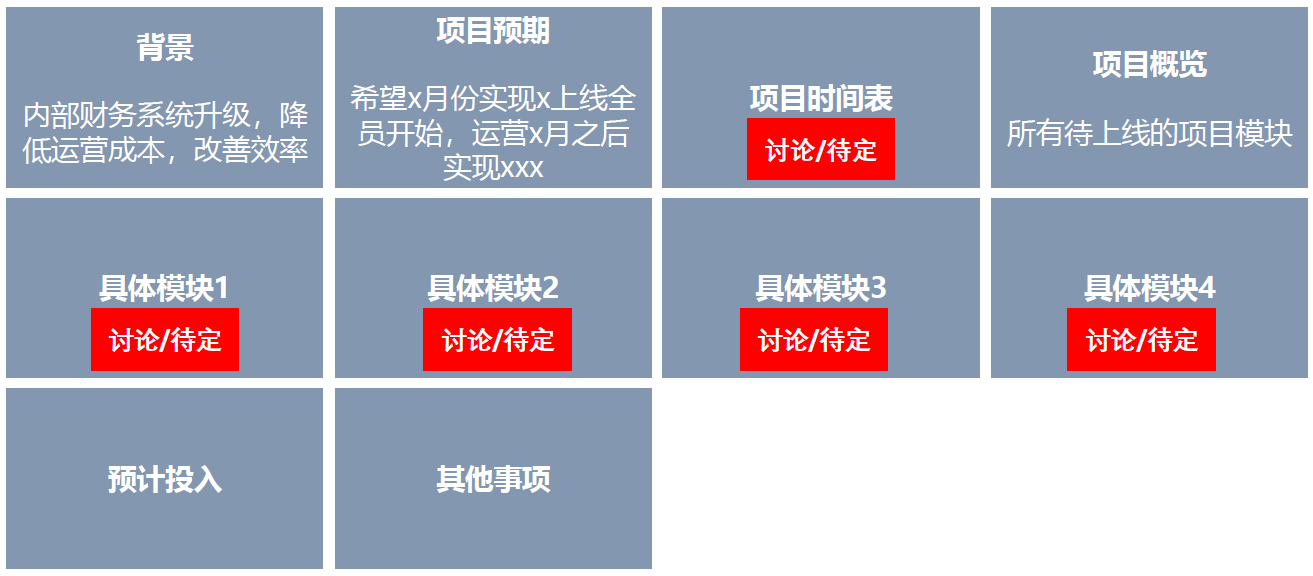 背景
内部财务系统升级，降
低运营成本，改善效率
项目预期
希望x月份实现x上线全
员开始，运营x月之后
实现xxx
项目时间表
讨论/待定
项目概览
所有待上线的项目模块
具体模块1
讨论/待定
具体模块2
讨论/待定
具体模块3
讨论/待定
具体模块4
讨论/待定
预计投入
其他事项